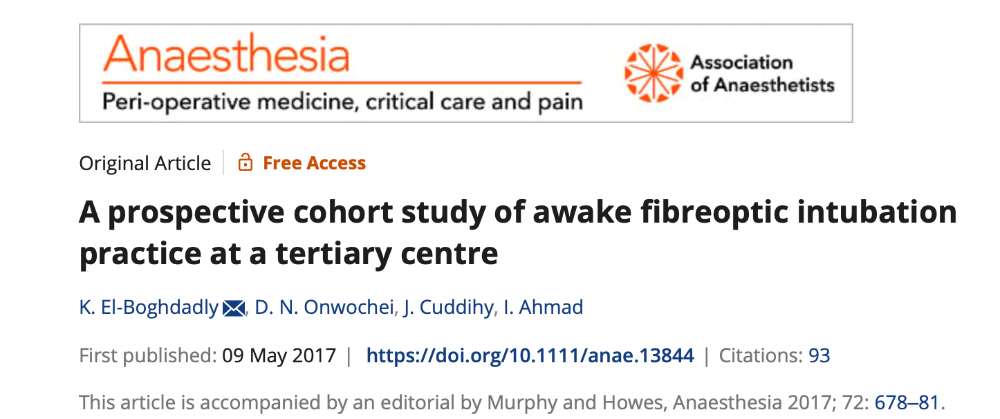 Anaesthesia
Peri-operative medicine, critical care and pain
Association
of Anaesthetists
Original Article
Free Access
A prospective cohort study of awake fibreoptic intubation
practice at a tertiary centre
K. El-Boghdadly, D. N. Onwochei, J. Cuddihy, I. Ahmad
First published: 09 May 2017 | https://doi.org/10.1111/anae.13844 | Citations: 93
This article is accompanied by an editorial by Murphy and Howes, Anaesthesia 2017; 72: 678–81.